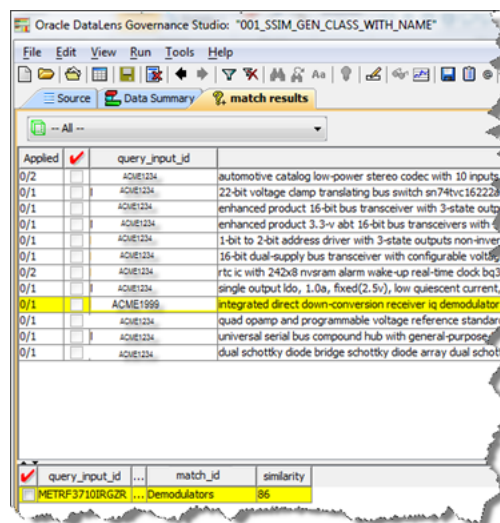 Oracle DataLens Governance Studio: "001_SSIM_GEN_CLASS_WITH_NAME"
File Edit View Run Tools Help
Aa
Source Data Summary match results
-- All --
Applied query_input_id
0/2 ACME1234 automotive catalog low-power stereo codec with 10 inputs
0/1 ACME1234 22-bit voltage clamp translating bus switch sn74tvc16222a
0/1 ACME1234 enhanced product 16-bit bus transceiver with 3-state outp
0/1 ACME1234 enhanced product 3.3-v abt 16-bit bus transceivers with
0/1 ACME1234 1-bit to 2-bit address driver with 3-state outputs non-inver
0/1 ACME1234 16-bit dual-supply bus transceiver with configurable voltag
0/2 ACME1234 rtc ic with 242x8 nvsram alarm wake-up real-time clock bq3
0/1 ACME1234 single output ldo, 1.0a, fixed(2.5v), low quiescent current,
0/1 ACME1999 integrated direct down-conversion receiver iq demodulator
0/1 ACME1234 quad opamp and programmable voltage reference standar
0/1 ACME1234 universal serial bus compound hub with general-purpose
0/1 ACME1234 dual schottky diode bridge schottky diode array dual schot
query_input_id ... match_id similarity
METRF3710IRGZR ... Demodulators 86